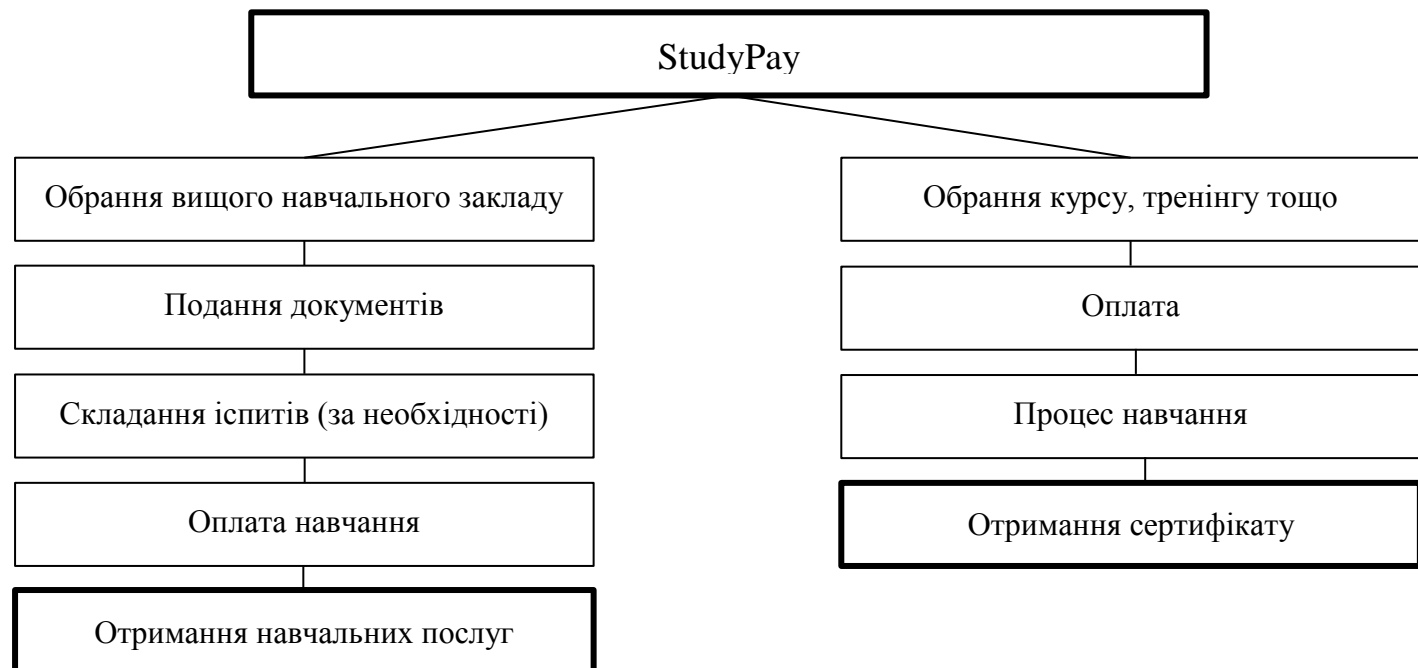 StudyPay
Обрання вищого навчального закладу
Подання документів
Складання іспитів (за необхідності)
Оплата навчання
Отримання навчальних послуг
Обрання курсу, тренінгу тощо
Оплата
Процес навчання
Отримання сертифікату